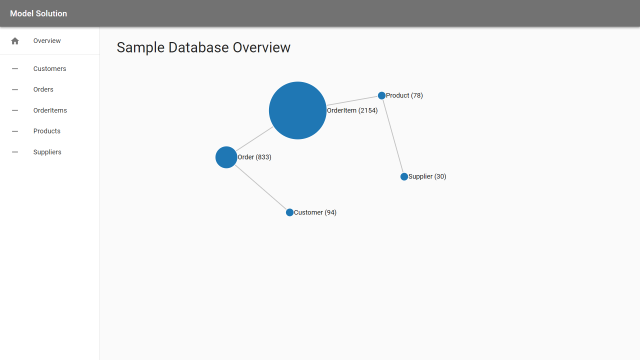 Model Solution
Overview
Customers
Orders
OrderItems
Products
Suppliers
Sample Database Overview
Product (78)
OrderItem (2154)
Order (833)
Supplier (30)
Customer (94)